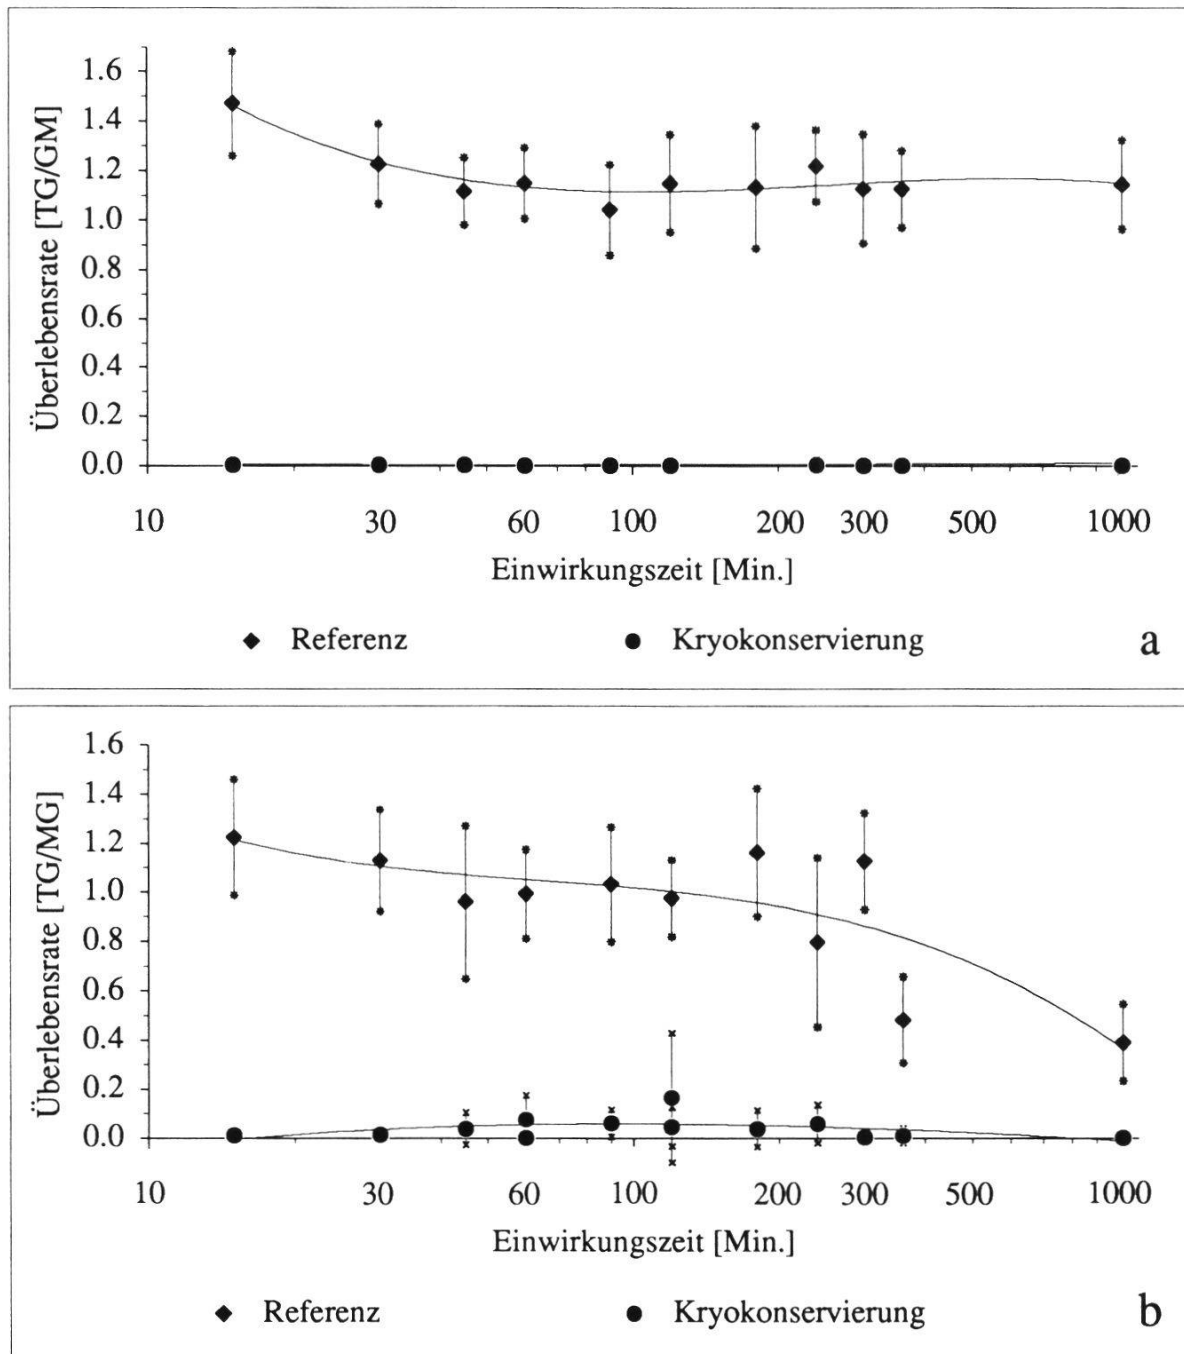 Überlebensrate [TG/GM]
1.6
1.4
1.2
1.0
0.8
0.6
0.4
0.2
0.0
10 30 60 100 200 300 500 1000
Einwirkungszeit [Min.]
Referenz Kryokonservierung a
Überlebensrate [TG/MG]
1.6
1.4
1.2
1.0
0.8
0.6
0.4
0.2
0.0
10 30 60 100 200 300 500 1000
Einwirkungszeit [Min.]
Referenz Kryokonservierung b